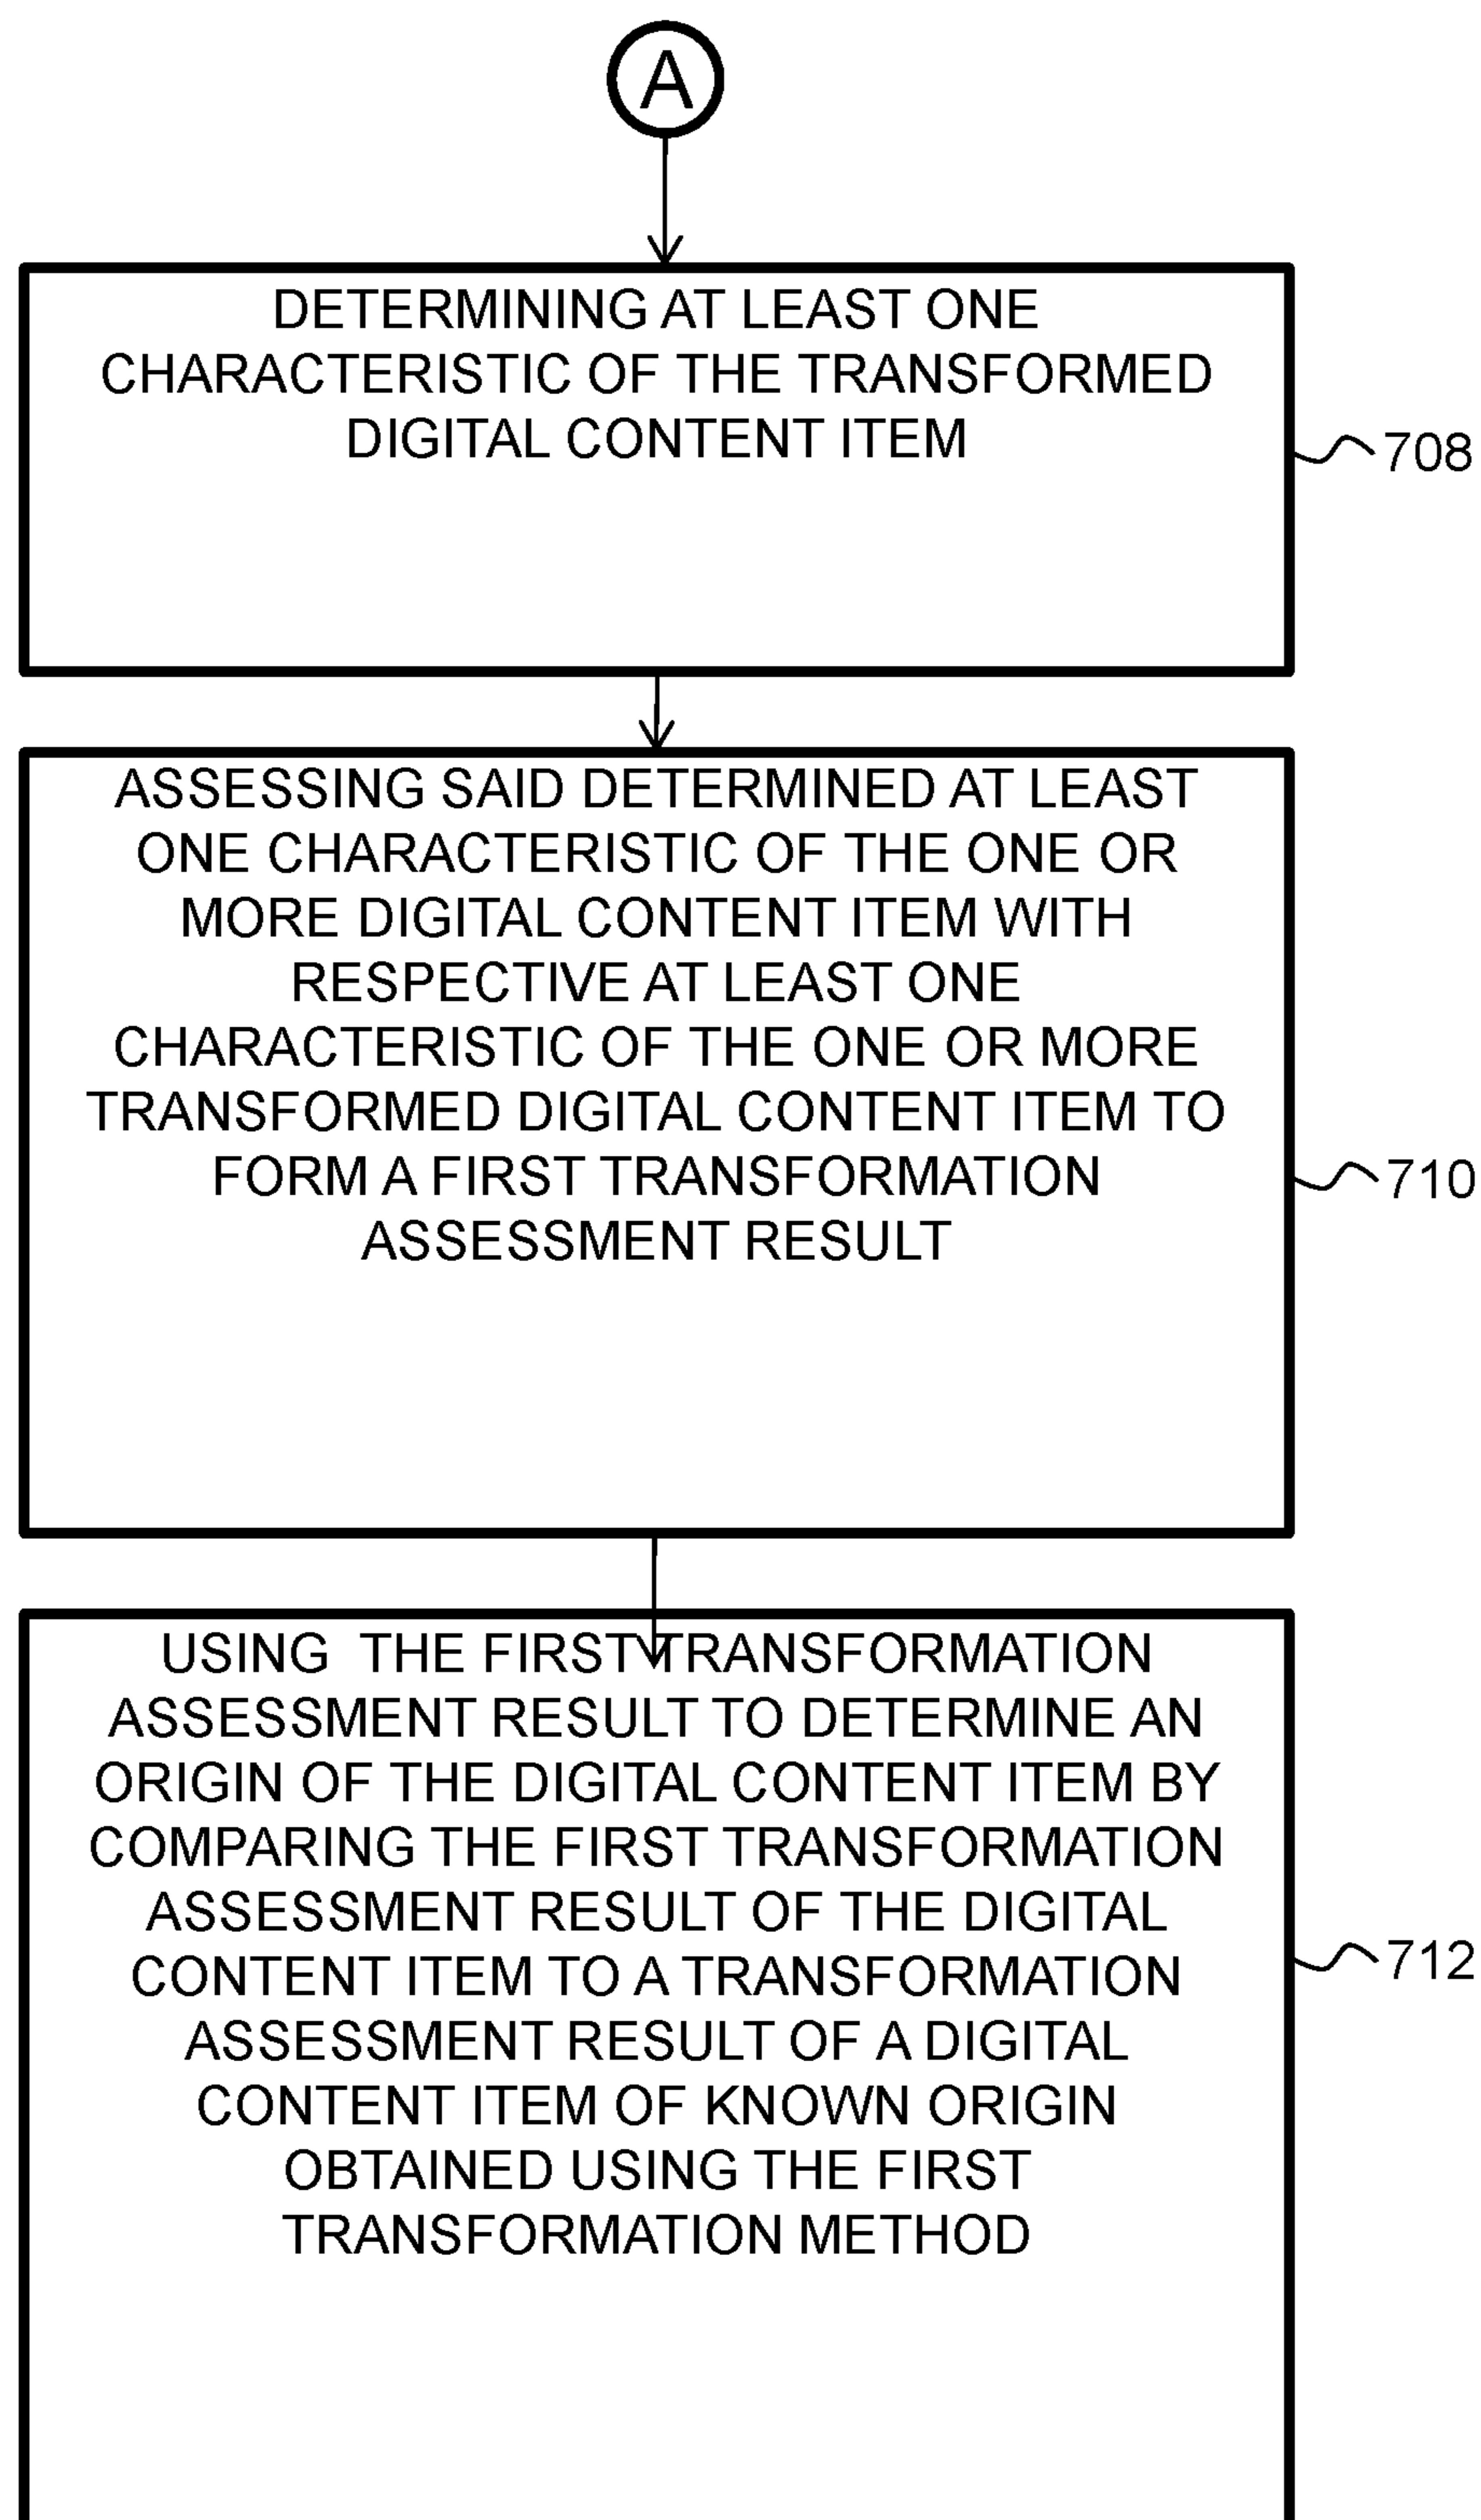 A
DETERMINING AT LEAST ONE
CHARACTERISTIC OF THE TRANSFORMED
DIGITAL CONTENT ITEM
708
ASSESSING SAID DETERMINED AT LEAST
ONE CHARACTERISTIC OF THE ONE OR
MORE DIGITAL CONTENT ITEM WITH
RESPECTIVE AT LEAST ONE
CHARACTERISTIC OF THE ONE OR MORE
TRANSFORMED DIGITAL CONTENT ITEM TO
FORM A FIRST TRANSFORMATION
ASSESSMENT RESULT
710
USING THE FIRST TRANSFORMATION
ASSESSMENT RESULT TO DETERMINE AN
ORIGIN OF THE DIGITAL CONTENT ITEM BY
COMPARING THE FIRST TRANSFORMATION
ASSESSMENT RESULT OF THE DIGITAL
CONTENT ITEM TO A TRANSFORMATION
ASSESSMENT RESULT OF A DIGITAL
CONTENT ITEM OF KNOWN ORIGIN
OBTAINED USING THE FIRST
TRANSFORMATION METHOD
712